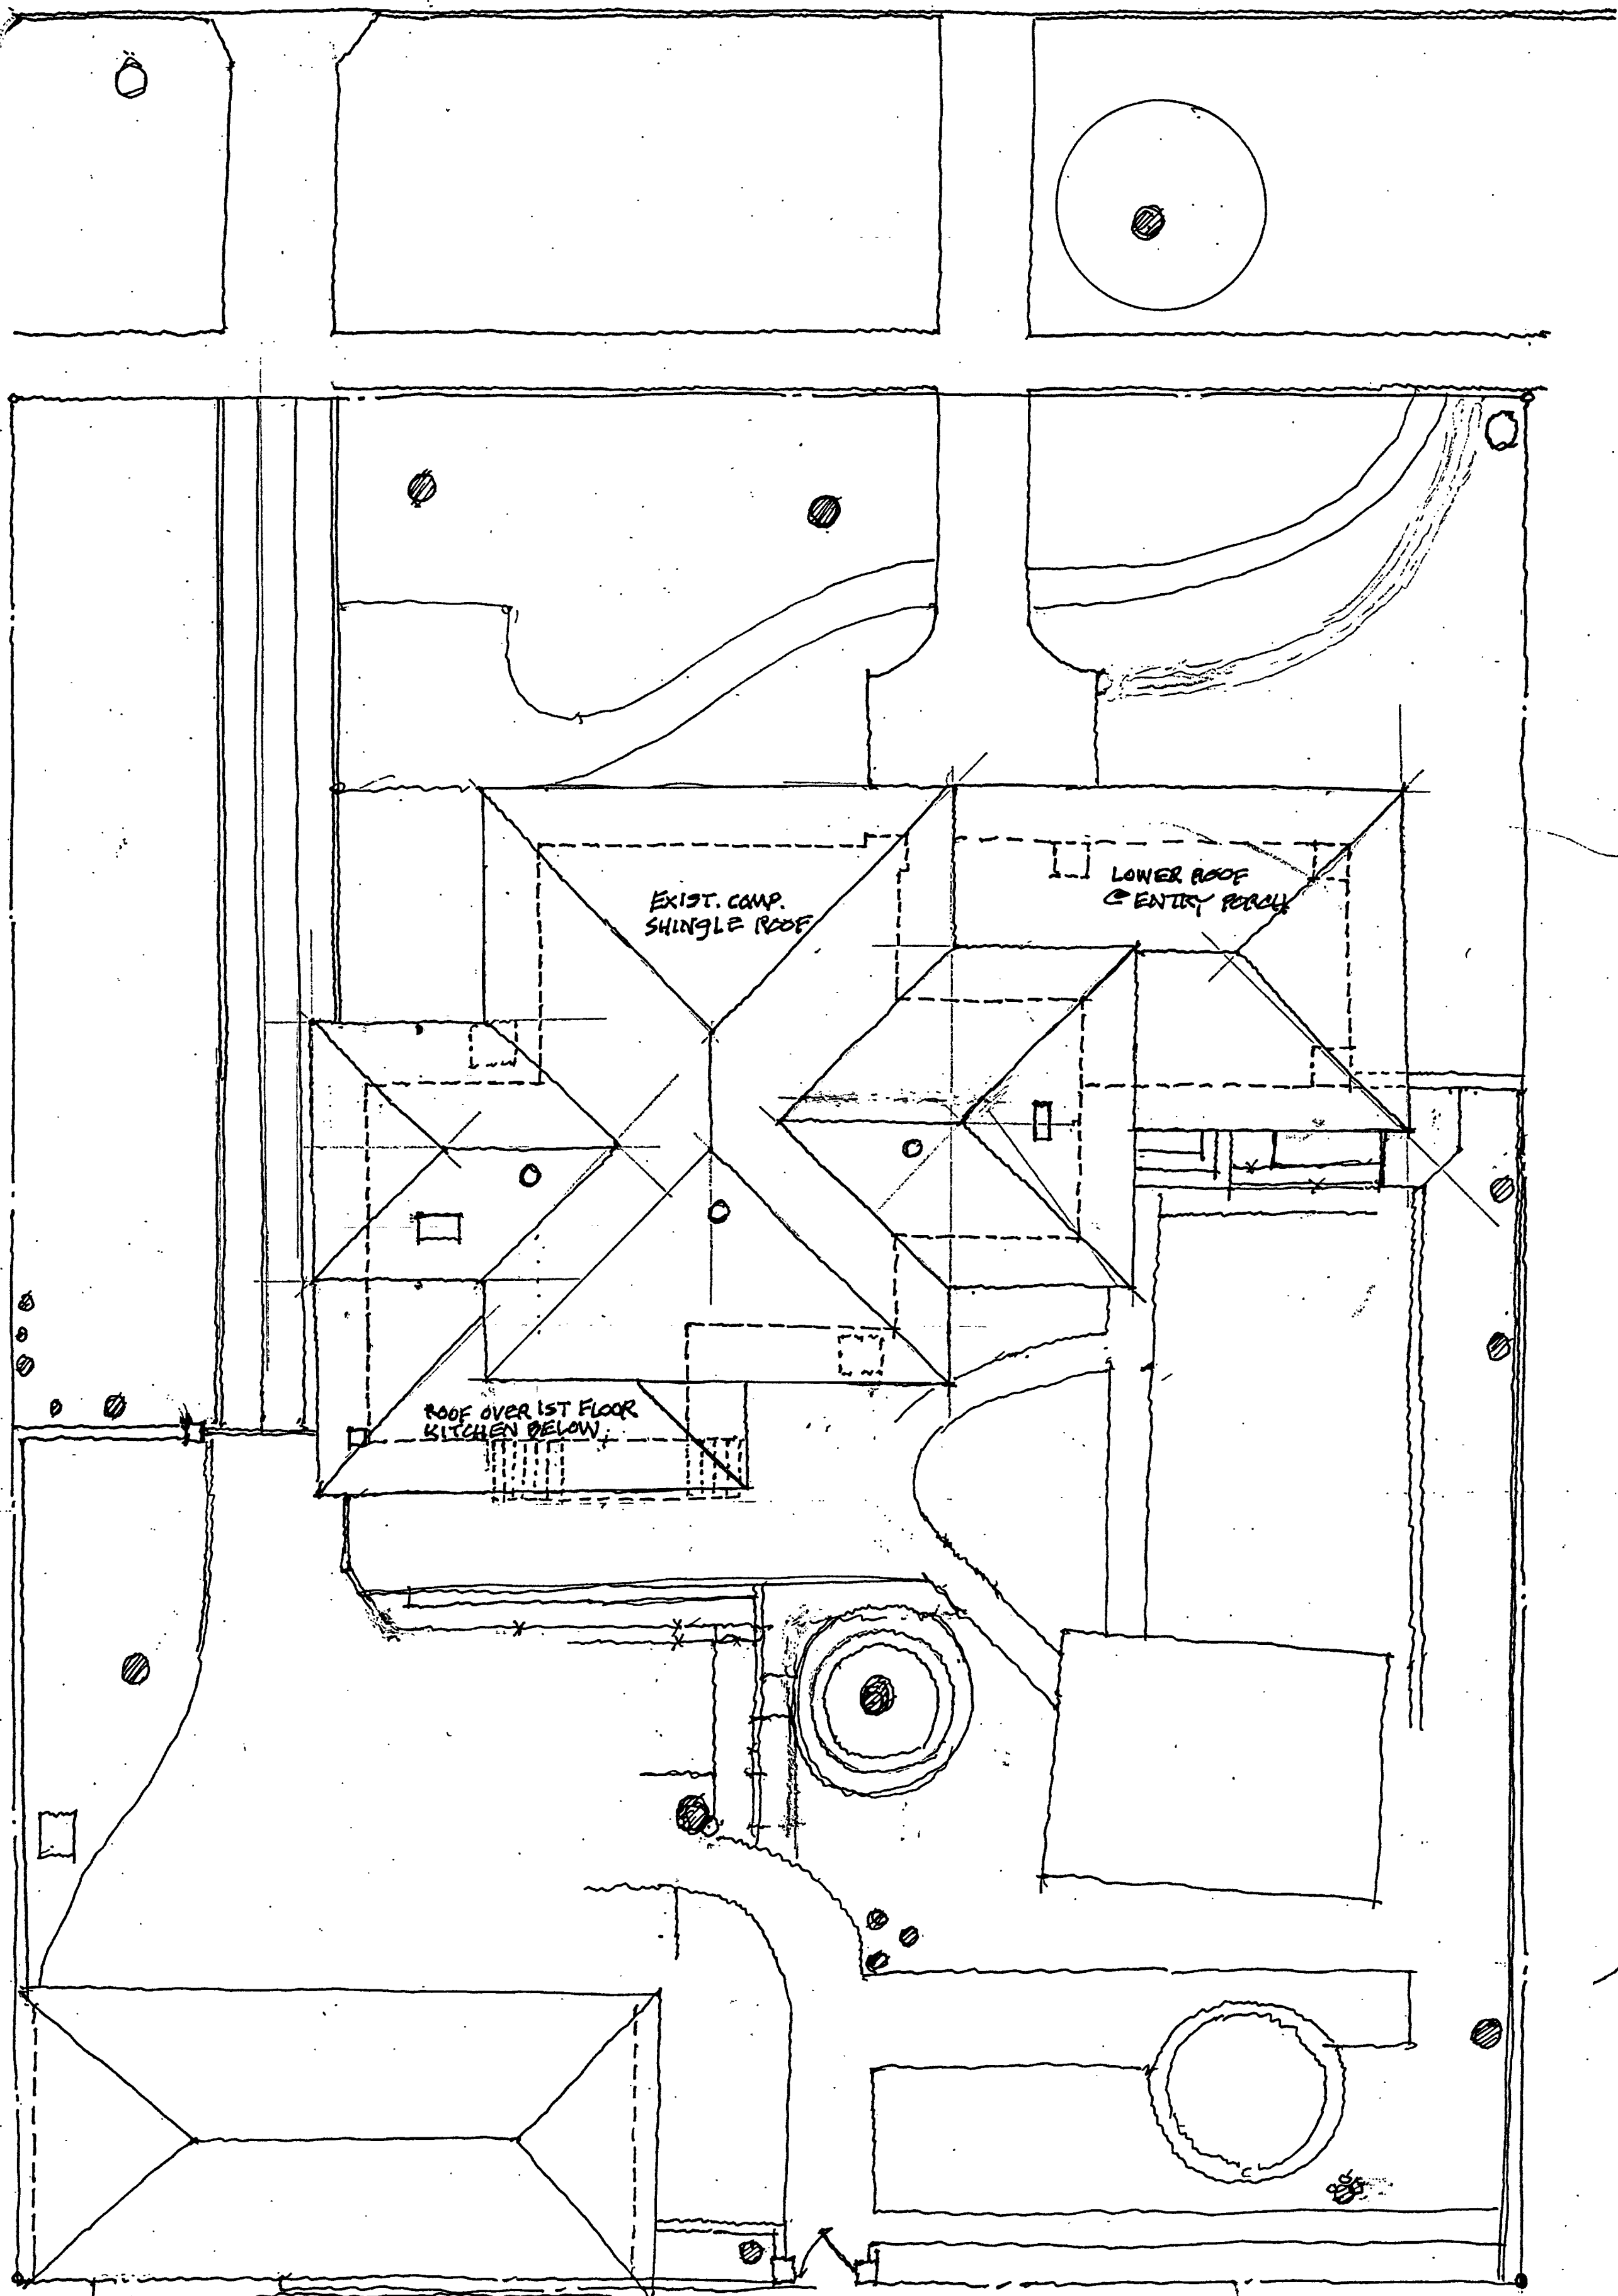 EXIST. COMP.
SHINGLE ROOF
LOWER ROOF
@ ENTRY PORCH
ROOF OVER 1ST FLOOR
KITCHEN BELOW